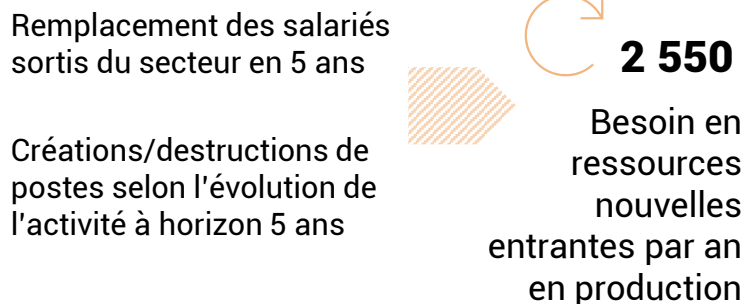 Remplacement des salariés
sortis du secteur en 5 ans
Créations/destructions de
postes selon l'évolution de
l'activité à horizon 5 ans
2 550
Besoin en
ressources
nouvelles
entrantes par an
en production